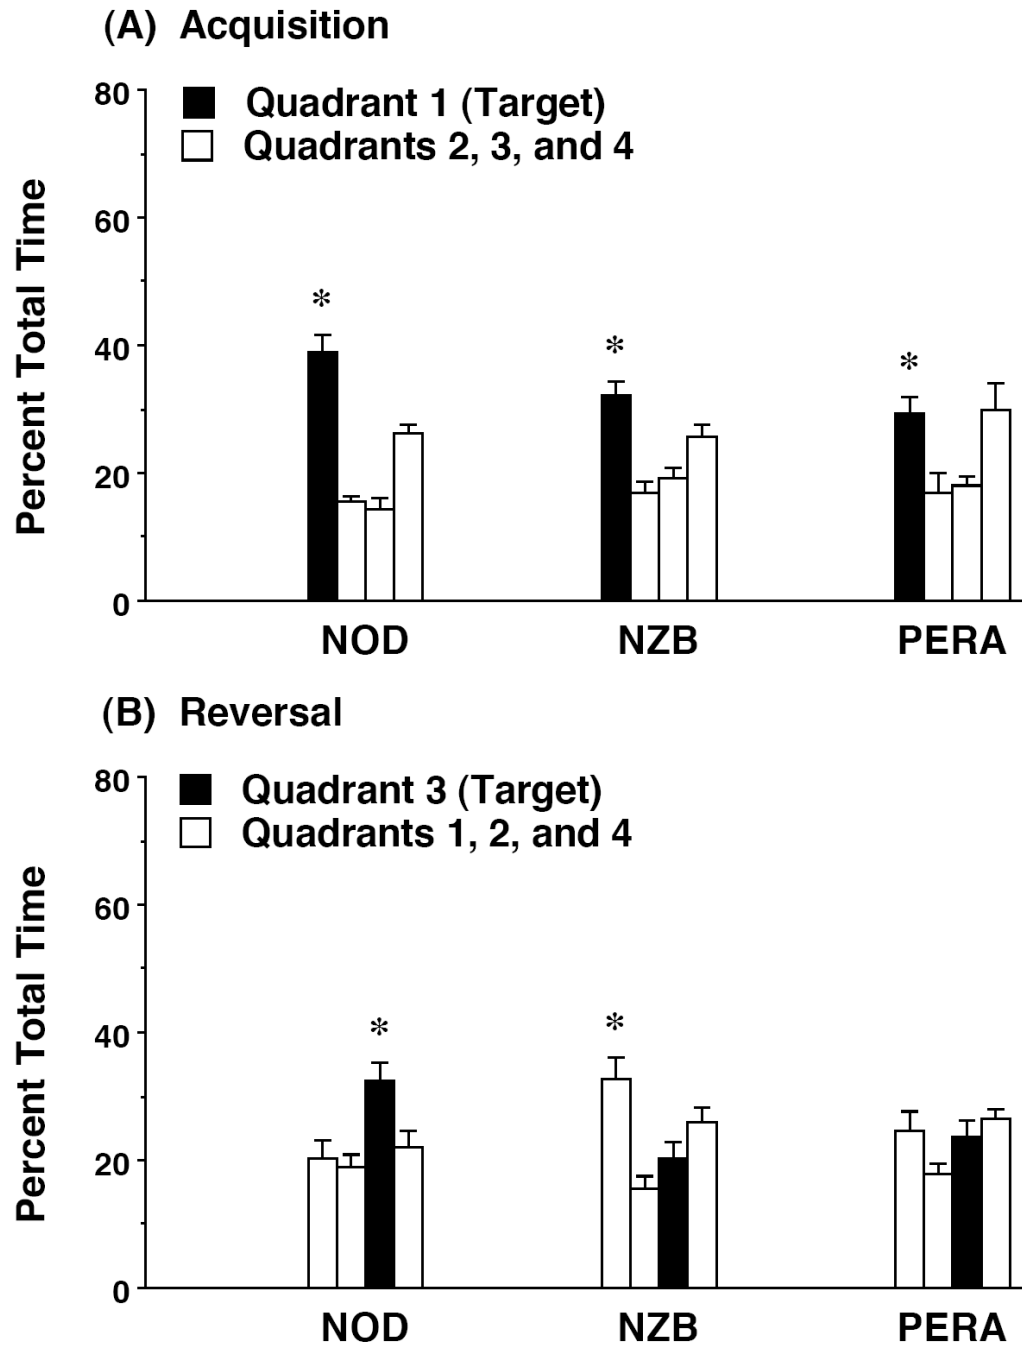 (A) Acquisition
80
60
40
20
0
Percent Total Time
Quadrant 1 (Target)
Quadrants 2, 3, and 4
*
*
*
NOD NZB PERA
(B) Reversal
80
60
40
20
0
Percent Total Time
Quadrant 3 (Target)
Quadrants 1, 2, and 4
*
*
NOD NZB PERA